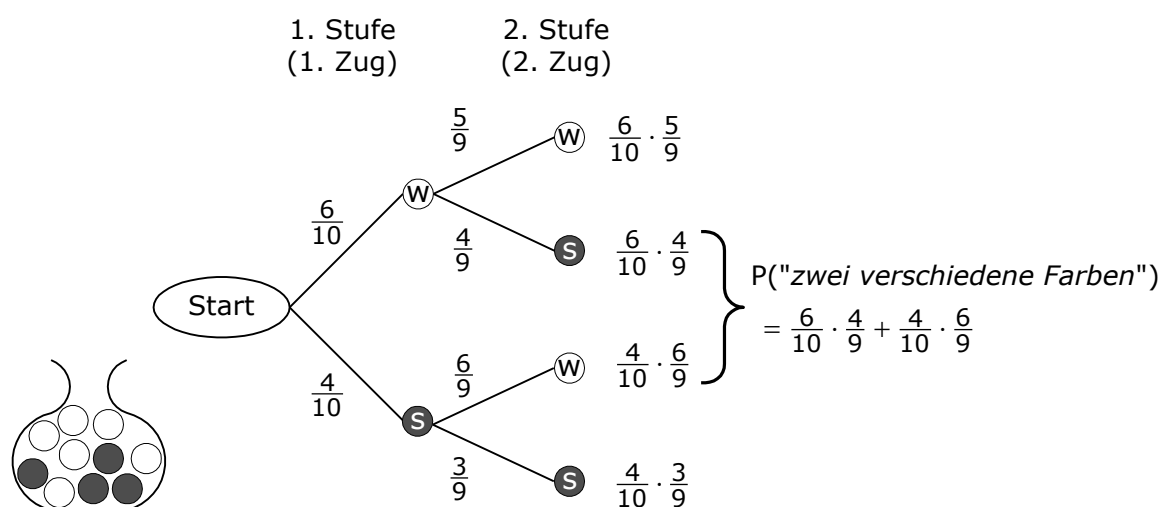 1. Stufe 2. Stufe
(1. Zug) (2. Zug)
5/9 W 6/10 · 5/9
6/10 W
4/9 S 6/10 · 4/9
P("zwei verschiedene Farben")
= 6/10 · 4/9 + 4/10 · 6/9
Start
6/9 W 4/10 · 6/9
4/10 S
3/9 S 4/10 · 3/9